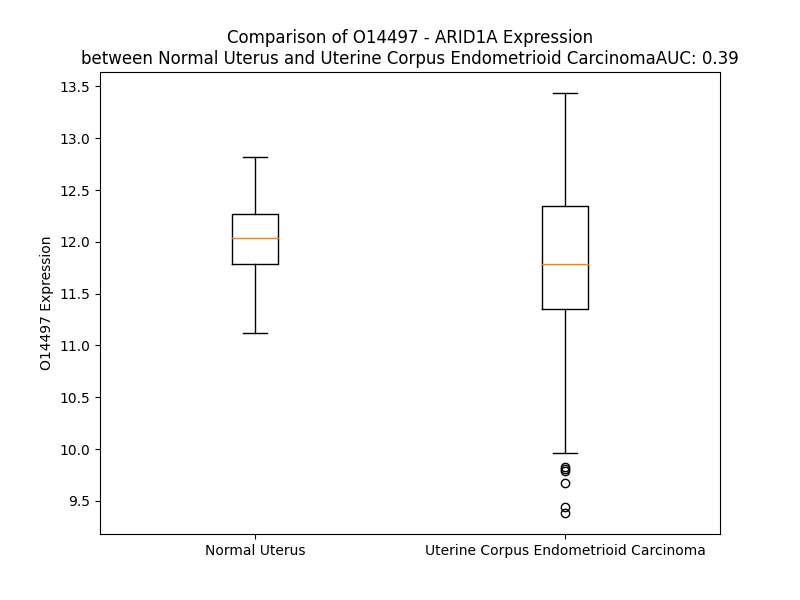 Comparison of O14497 - ARID1A Expression
between Normal Uterus and Uterine Corpus Endometrioid CarcinomaAUC: 0.39
13.5
13.0
12.5
12.0
11.5
11.0
10.5
10.0
9.5
O14497 Expression
Normal Uterus
Uterine Corpus Endometrioid Carcinoma